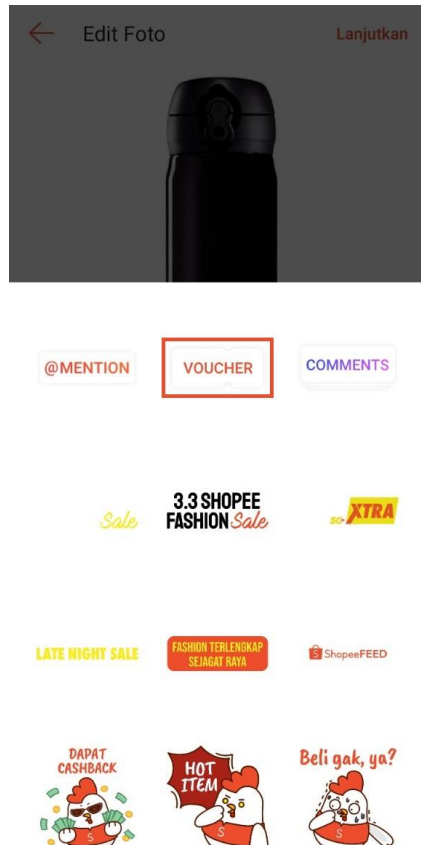 Edit Foto
Lanjutkan
@MENTION
VOUCHER
COMMENTS
Sale
3.3 SHOPEE
FASHION Sale
XTRA
LATE NIGHT SALE
FASHION TERLENGKAP
SEJAGAT RAYA
S ShopeeFEED
DAPAT
CASHBACK
HOT
ITEM
Beli gak, ya?
S
S
S